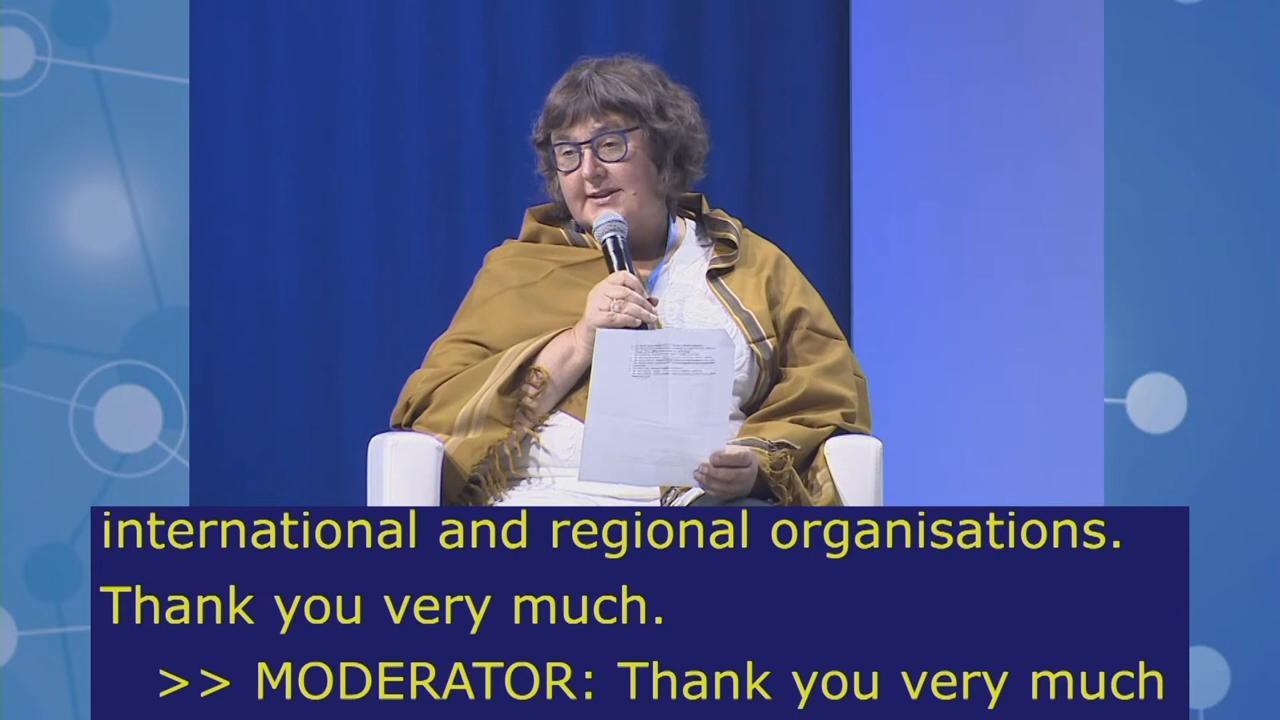 international and regional organisations.
Thank you very much.
>> MODERATOR: Thank you very much